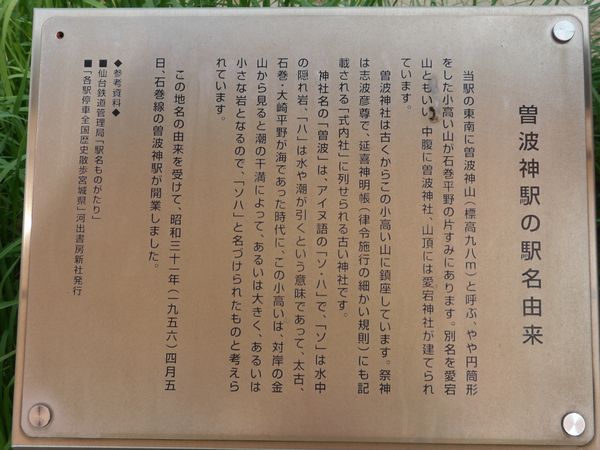 曽波神駅の駅名由来
当駅の東南に曽波神山(標高九八m)と呼ぶ、やや円筒形
をした小高い山が石巻平野の片すみにあります。別名を愛宕
山ともいい、中腹に曽波神社、山頂には愛宕神社が建てられ
ています。
曽波神社は古くからこの小高い山に鎮座しています。祭神
は志波彦尊で、延喜神明帳(律令施行の細かい規則)にも記
載される「式内社」に列せられる古い神社です。
神社名の「曽波」は、アイヌ語の「ソ・ハ」で、「ソ」は水中
の隠れ岩、「ハ」は水や潮が引くという意味であって、太古、
石巻・大崎平野が海であった時代に、この小高いは、対岸の金
山から見ると潮の干満によって、あるいは大きく、あるいは
小さな岩となるので、「ソハ」と名づけられたものと考えら
れています。
この地名の由来を受けて、昭和三十一年(一九五六)四月五
日、石巻線の曽波神駅が開業しました。
◆参考資料◆
■仙台鉄道管理局「駅名ものがたり」
■「各駅停車全国歴史散歩宮城県」河出書房新社発行